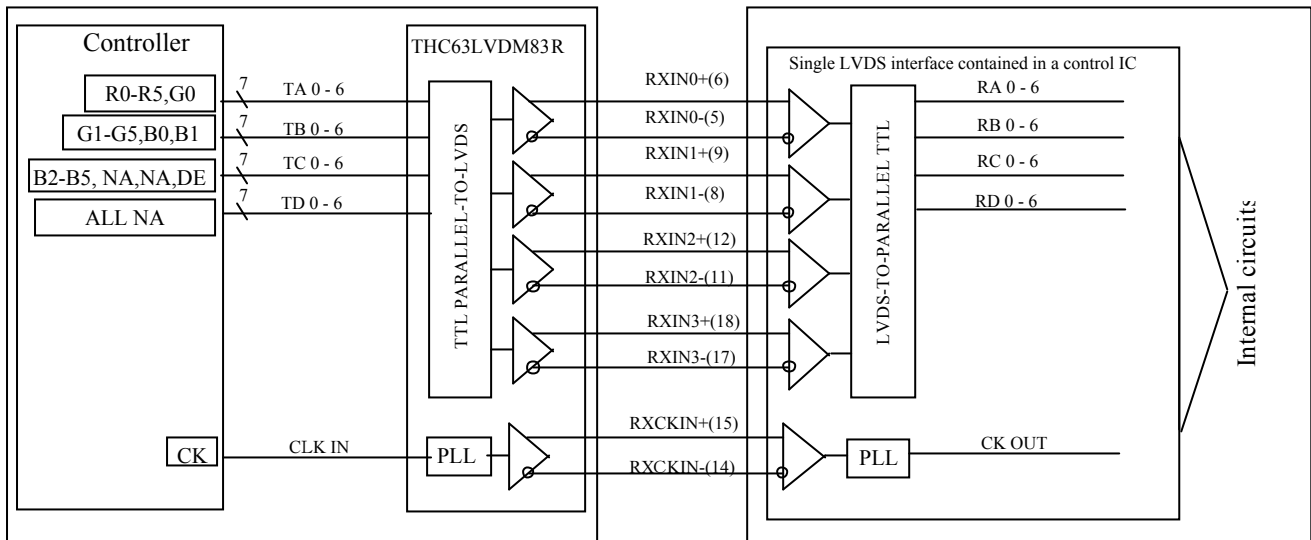 Controller
R0-R5,G0
G1-G5,B0,B1
B2-B5, NA,NA,DE
ALL NA
CK
7
TA 0 - 6
7
TB 0 - 6
7
TC 0 - 6
7
TD 0 - 6
CLK IN
THC63LVDM83R
TTL PARALLEL-TO-LVDS
PLL
RXIN0+(6)
RXIN0-(5)
RXIN1+(9)
RXIN1-(8)
RXIN2+(12)
RXIN2-(11)
RXIN3+(18)
RXIN3-(17)
RXCKIN+(15)
RXCKIN-(14)
Single LVDS interface contained in a control IC
LVDS-TO-PARALLEL TTL
PLL
RA 0 - 6
RB 0 - 6
RC 0 - 6
RD 0 - 6
CK OUT
Internal circuits